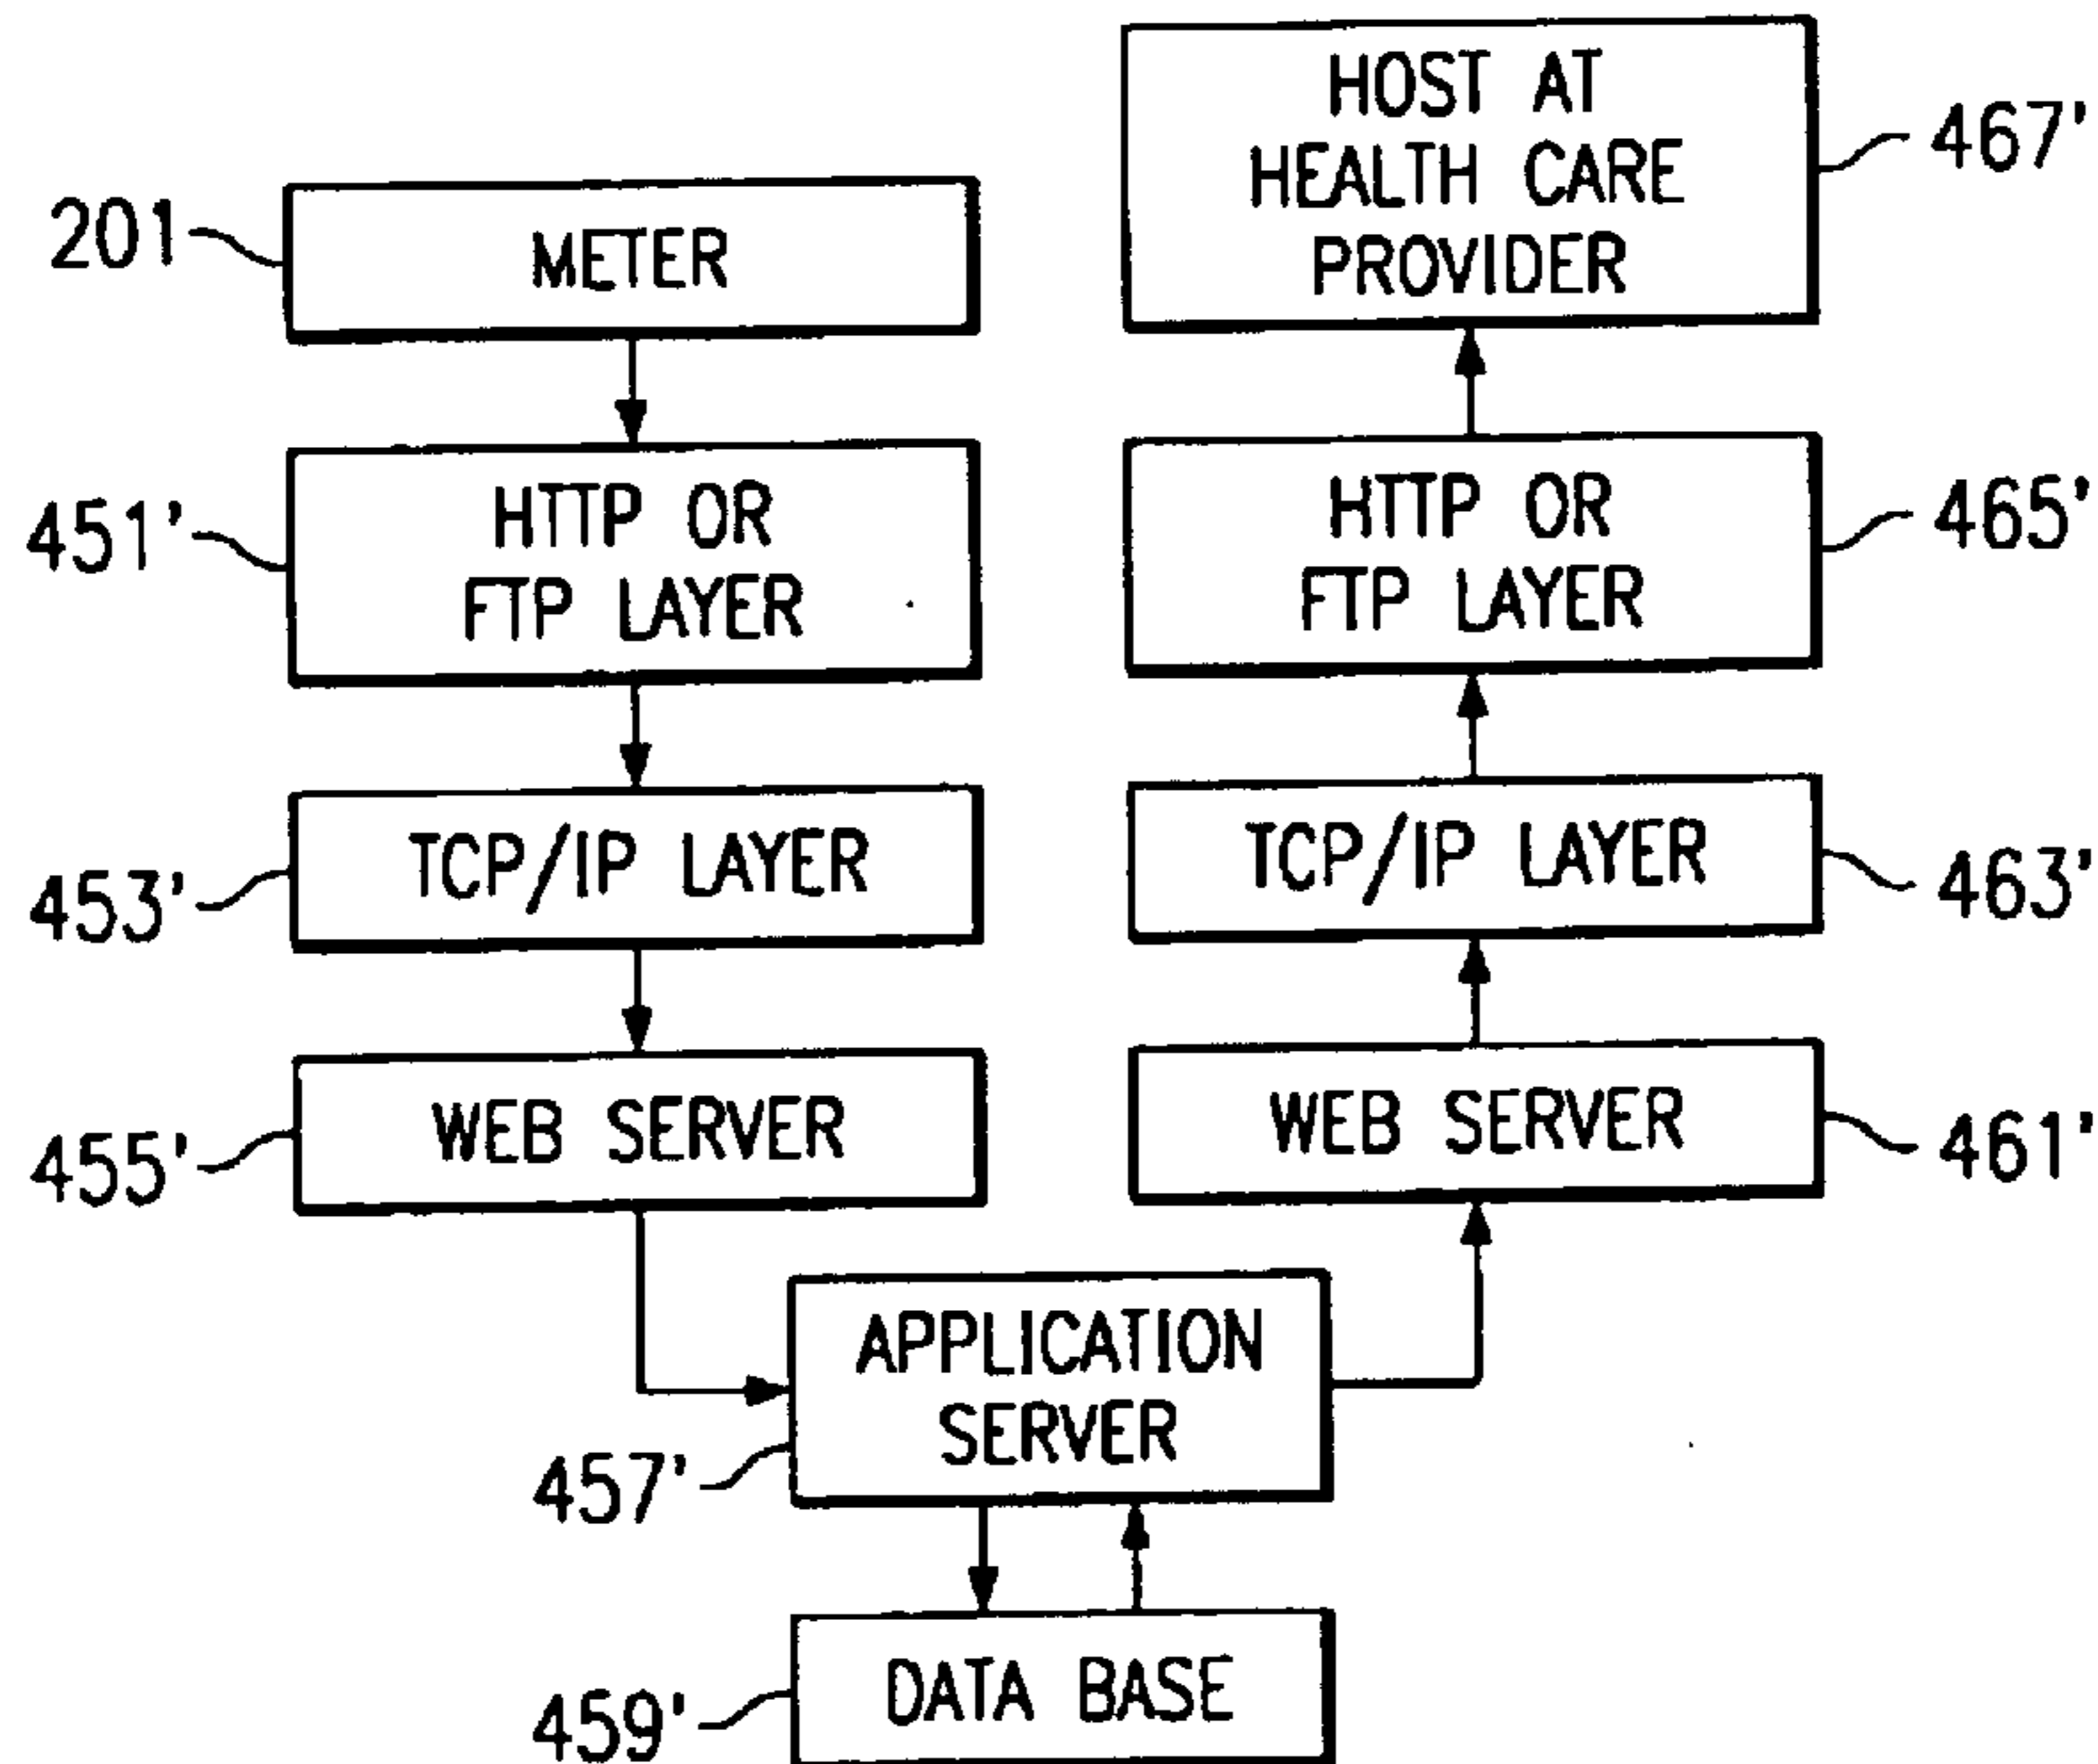 201
METER
451'
HTTP OR
FTP LAYER
453'
TCP/IP LAYER
455'
WEB SERVER
457'
APPLICATION
SERVER
459'
DATA BASE
HOST AT
HEALTH CARE
PROVIDER
467'
HTTP OR
FTP LAYER
465'
TCP/IP LAYER
463'
WEB SERVER
461'